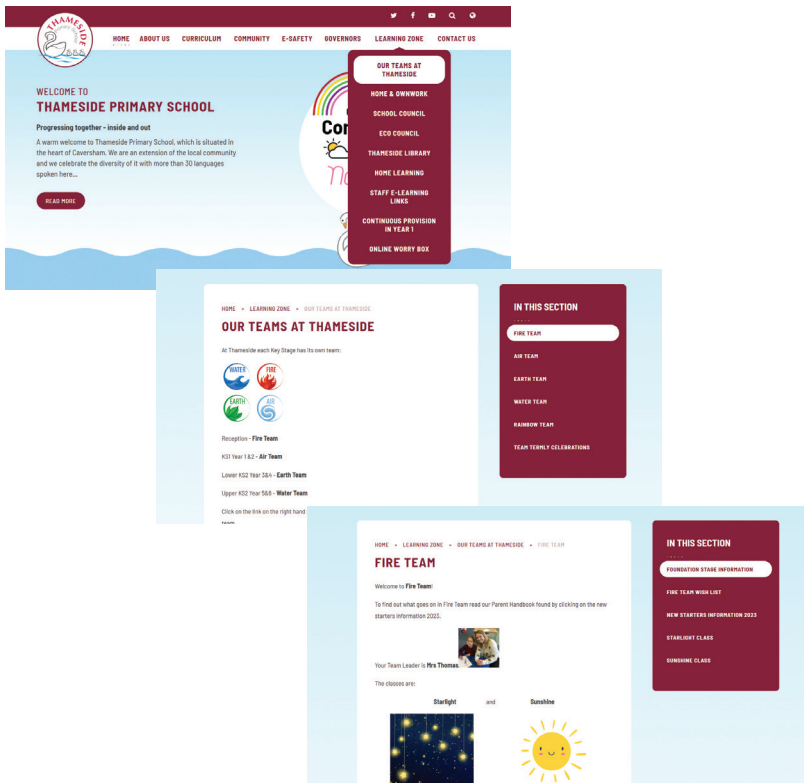 THAMESIDE
HOME ABOUT US CURRICULUM COMMUNITY E-SAFETY GOVERNORS LEARNING ZONE CONTACT US
OUR TEAMS AT
THAMESIDE
HOME & OWNWORK
SCHOOL COUNCIL
ECO COUNCIL
THAMESIDE LIBRARY
HOME LEARNING
STAFF E-LEARNING
LINKS
CONTINUOUS PROVISION
IN YEAR 1
ONLINE WORRY BOX
WELCOME TO
THAMESIDE PRIMARY SCHOOL
Progressing together - inside and out
A warm welcome to Thameside Primary School, which is situated in
the heart of Caversham. We are an extension of the local community
and we celebrate the diversity of it with more than 30 languages
spoken here...
READ MORE
HOME • LEARNING ZONE • OUR TEAMS AT THAMESIDE
OUR TEAMS AT THAMESIDE
At Thameside each Key Stage has its own team:
WATER FIRE
EARTH AIR
Reception - Fire Team
KS1 Year 1&2 - Air Team
Lower KS2 Year 3&4 - Earth Team
Upper KS2 Year 5&6 - Water Team
Click on the link on the right hand
team
IN THIS SECTION
FIRE TEAM
AIR TEAM
EARTH TEAM
WATER TEAM
RAINBOW TEAM
TEAM TERMLY CELEBRATIONS
HOME • LEARNING ZONE • OUR TEAMS AT THAMESIDE • FIRE TEAM
FIRE TEAM
Welcome to Fire Team!
To find out what goes on in Fire Team read our Parent Handbook found by clicking on the new
starters information 2023.
Your Team Leader is Mrs Thomas.
The classes are:
Starlight and Sunshine
IN THIS SECTION
FOUNDATION STAGE INFORMATION
FIRE TEAM WISH LIST
NEW STARTERS INFORMATION 2023
STARLIGHT CLASS
SUNSHINE CLASS